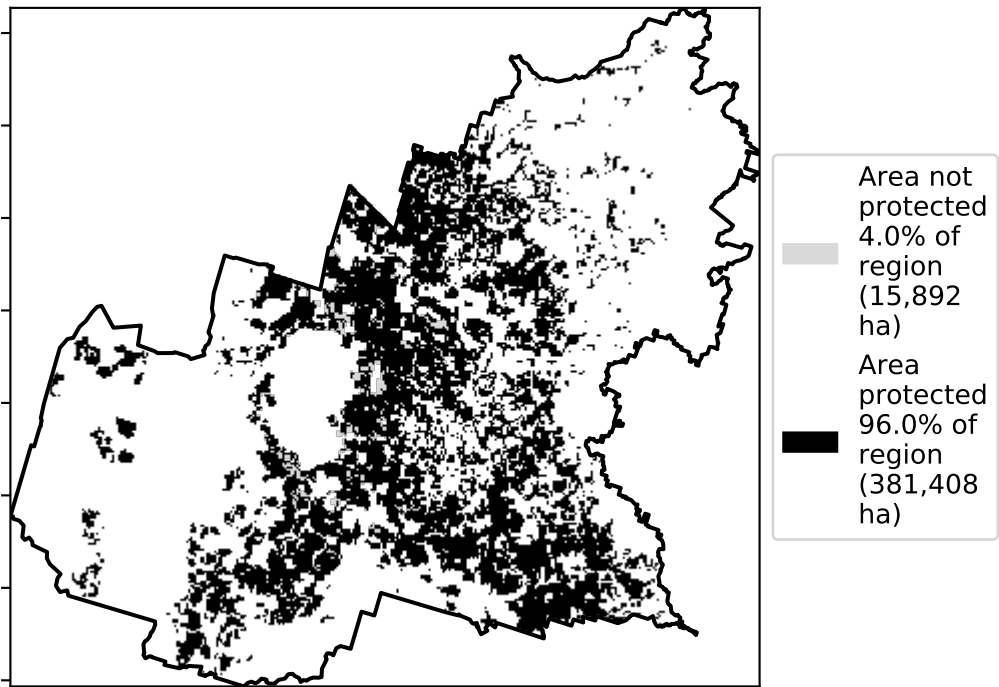 Area not
protected
4.0% of
region
(15,892
ha)
Area
protected
96.0% of
region
(381,408
ha)